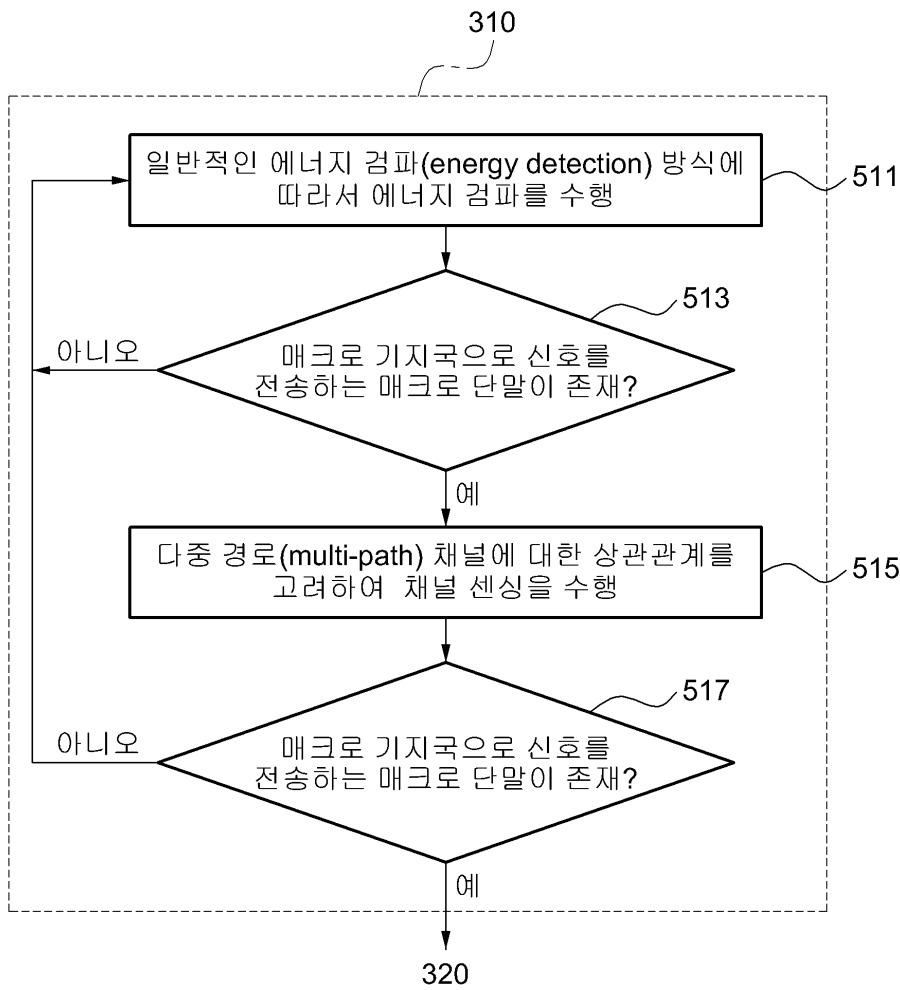 310
일반적인 에너지 검파(energy detection) 방식에
따라서 에너지 검파를 수행
511
513
매크로 기지국으로 신호를
전송하는 매크로 단말이 존재?
아니오
예
다중 경로(multi-path) 채널에 대한 상관관계를
고려하여 채널 센싱을 수행
515
517
매크로 기지국으로 신호를
전송하는 매크로 단말이 존재?
아니오
예
320